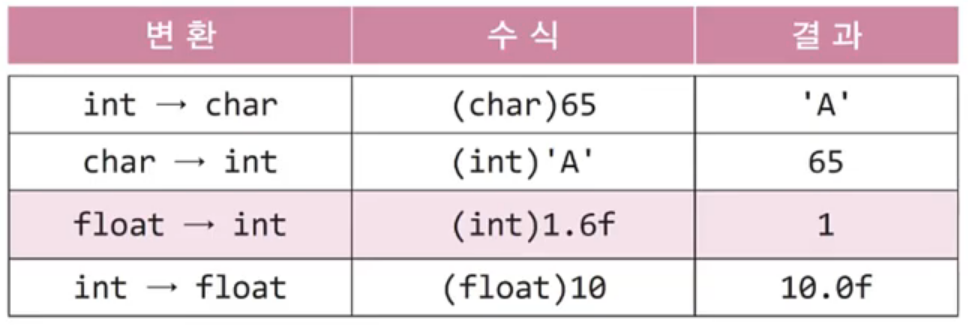 변환 수식 결과
int → char (char)65 'A'
char → int (int)'A' 65
float → int (int)1.6f 1
int → float (float)10 10.0f